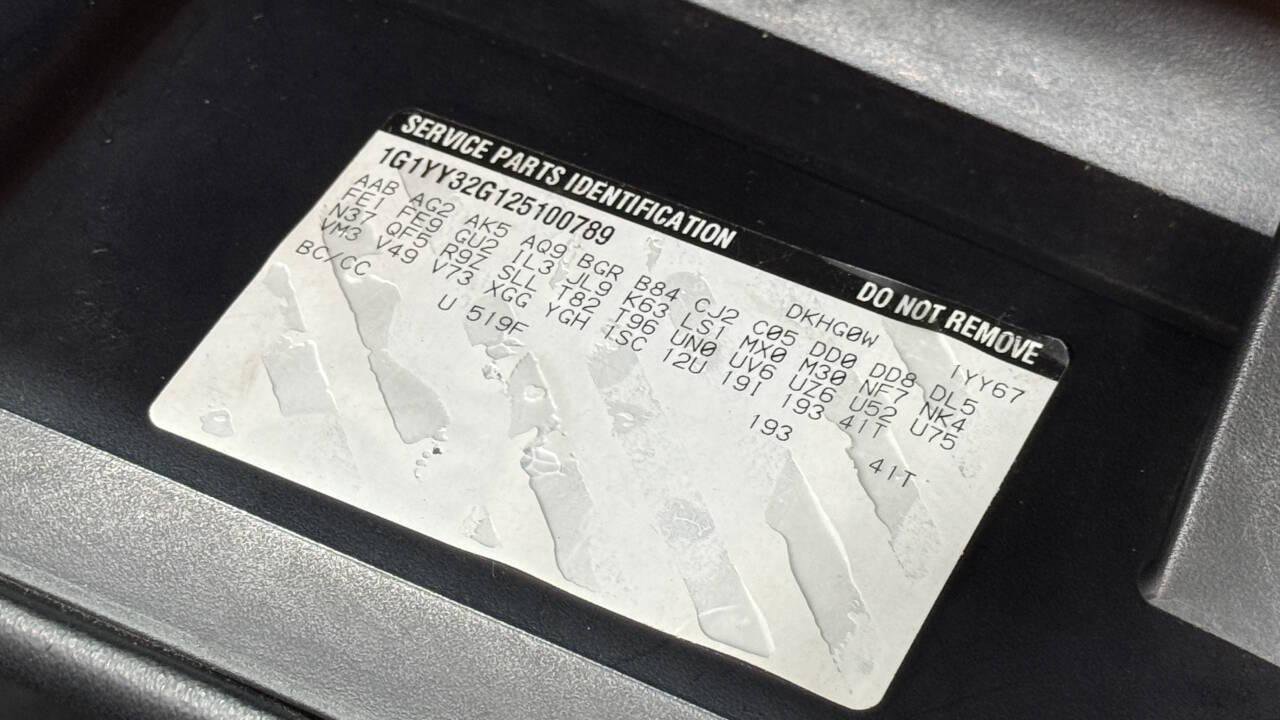 SERVICE PARTS IDENTIFICATION DO NOT REMOVE
1G1YY32G125100789 DKHG0W 1YY67
AAB AG2 AK5 AQ9 BGR B84 CJ2 C05 DD0 DD8 DL5
FE1 FE9 GU2 IL3 JL9 K63 LS1 MX0 M30 NF7 NK4
N37 QF5 R9Z SLL T82 T96 UN0 UV6 UZ6 U52 U75
VM3 V49 V73 XGG YGH 1SC 12U 19I 193 41T
BC/CC U 519F 193 41T